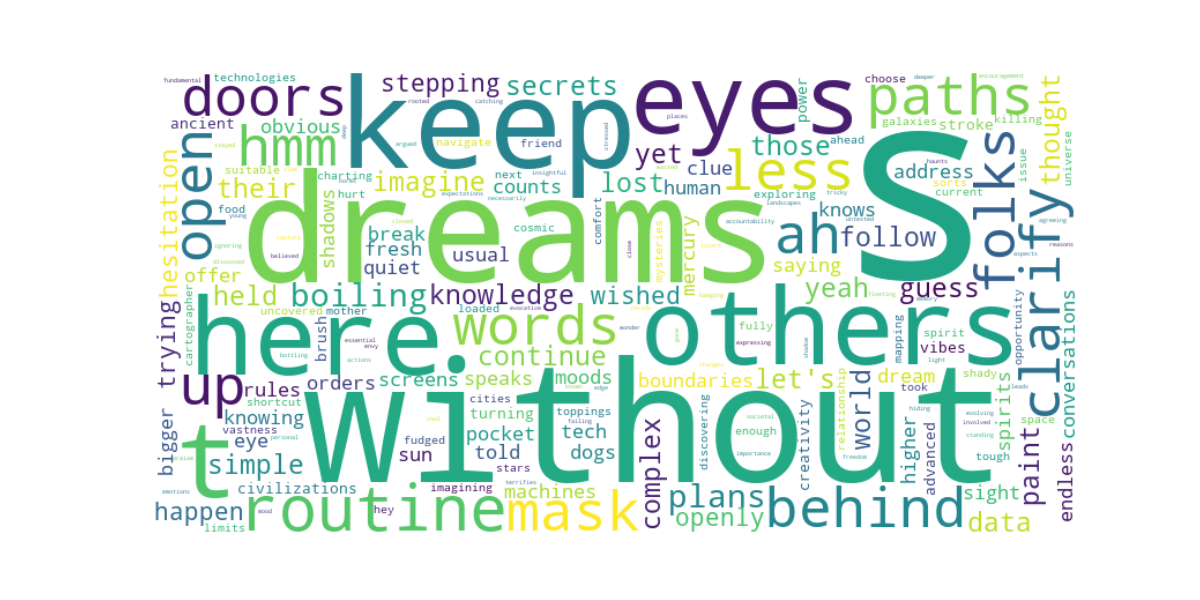 fundamental technologies stepping secrets choose deeper encouragement
doors keep eyes paths power
ancient obvious rooted catching places galaxies stroke killing
hmm argued navigate friend yet those ahead thought
stayed deep stressed less clue S folks issue universe
open suitable charting next insightful lost human address sorts
their imagine hurt counts exploring current
hesitation food shadows expectations necessarily comfort landscapes tricky knows clarify
young dreams accountability untested agreeing
break closed cosmic ah follow reasons
ignoring fresh usual close mysteries mercury aspects
discussed believed quiet saying
offer yeah guess
held boiling knowledge wished hanging fleeting memory
cartographer uncovered mother loaded evocative words others spirit opportunity conversations
trying here brush essential envy wonder fully mapping vibes
bottling actions continue expressing shadow light
up rules orders screens speaks moods boundaries let's dream shady
shortcut cities without edge relationship took leads
bigger knowing vastness turning toppings creativity world hiding evolving spirits space
t eye personal fudged pocket failing tech discovering societal enough higher involved
simple sun told dogs complex standing tough
praise stars importance advanced paint endless
civilizations imagining terrifies machines freedom
emotions plans sight
happen mood routine hey mask openly behind data
limits